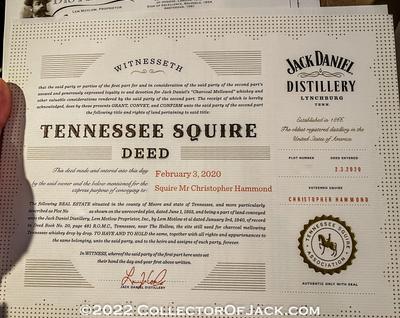 LEM MOTLOW, PROPRIETOR
WITNESSETH
that the said party or parties of the first part for and in consideration of the said party of the second part's
avowed and generously expressed loyalty to and devotion for Jack Daniel's "Charcoal Mellowed" whiskey and
other valuable considerations rendered by the said party of the second part. The receipt of which is hereby
acknowledged, does by these presents GRANT, CONVEY, and CONFIRM unto the said party of the second part the
following title and rights of land pertaining to said title:
TENNESSEE SQUIRE
DEED
This deed made and entered into this day
February 3, 2020
by the said owner and the below mentioned for the
express purpose of conveying to:
Squire Mr Christopher Hammond
The following REAL ESTATE situated in the county of Moore and state of Tennessee, and more particularly
described as Plot No as shown on the unrecorded plot, dated June 1, 1955, and being a part of land conveyed
unto the Jack Daniel Distillery, Lem Motlow Proprietor, Inc., by Lem Motlow et al dated January 3rd, 1940, of record
in Deed Book No. 20, page 481 R.O.M.C., Tennessee, near The Hollow, the site still used for charcoal mellowing
Tennessee whiskey drop by drop. TO HAVE AND TO HOLD the same, together with all rights and appurtenances to
the same belonging, unto the said party, and to the heirs and assigns of each party, forever.
In WITNESS, whereof the said party of the first part have unto set
their hand the day and year first above written.
JACK DANIEL DISTILLERY
JACK DANIEL
DISTILLERY
LYNCHBURG
TENN.
Established in 1866
The oldest registered distillery in the
United States of America
PLOT NUMBER DEED ENTERED
2.3.2020
ESTEEMED SQUIRE
CHRISTOPHER HAMMOND
TENNESSEE SQUIRE
ASSOCIATION
AUTHENTIC ONLY WITH SEAL
©2022 COLLECTOROFJACK.COM